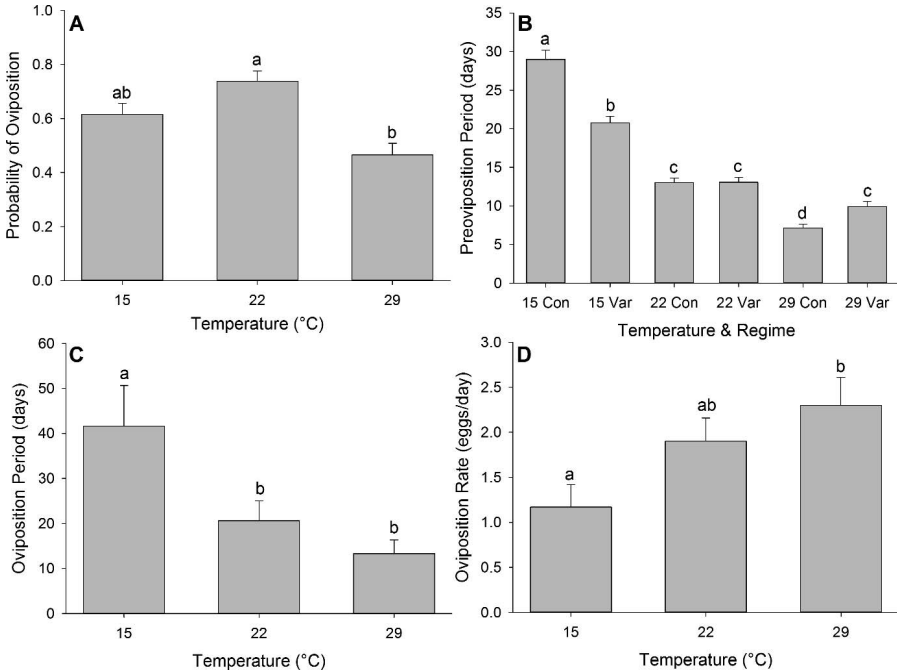 A
Probability of Oviposition
1.0
0.8
0.6
0.4
0.2
0.0
ab
a
b
15
22
29
Temperature (°C)
B
Preoviposition Period (days)
35
30
25
20
15
10
5
0
a
b
c
c
d
c
15 Con
15 Var
22 Con
22 Var
29 Con
29 Var
Temperature & Regime
C
Oviposition Period (days)
60
50
40
30
20
10
0
a
b
b
15
22
29
Temperature (°C)
D
Oviposition Rate (eggs/day)
3.0
2.5
2.0
1.5
1.0
0.5
0.0
a
ab
b
15
22
29
Temperature (°C)